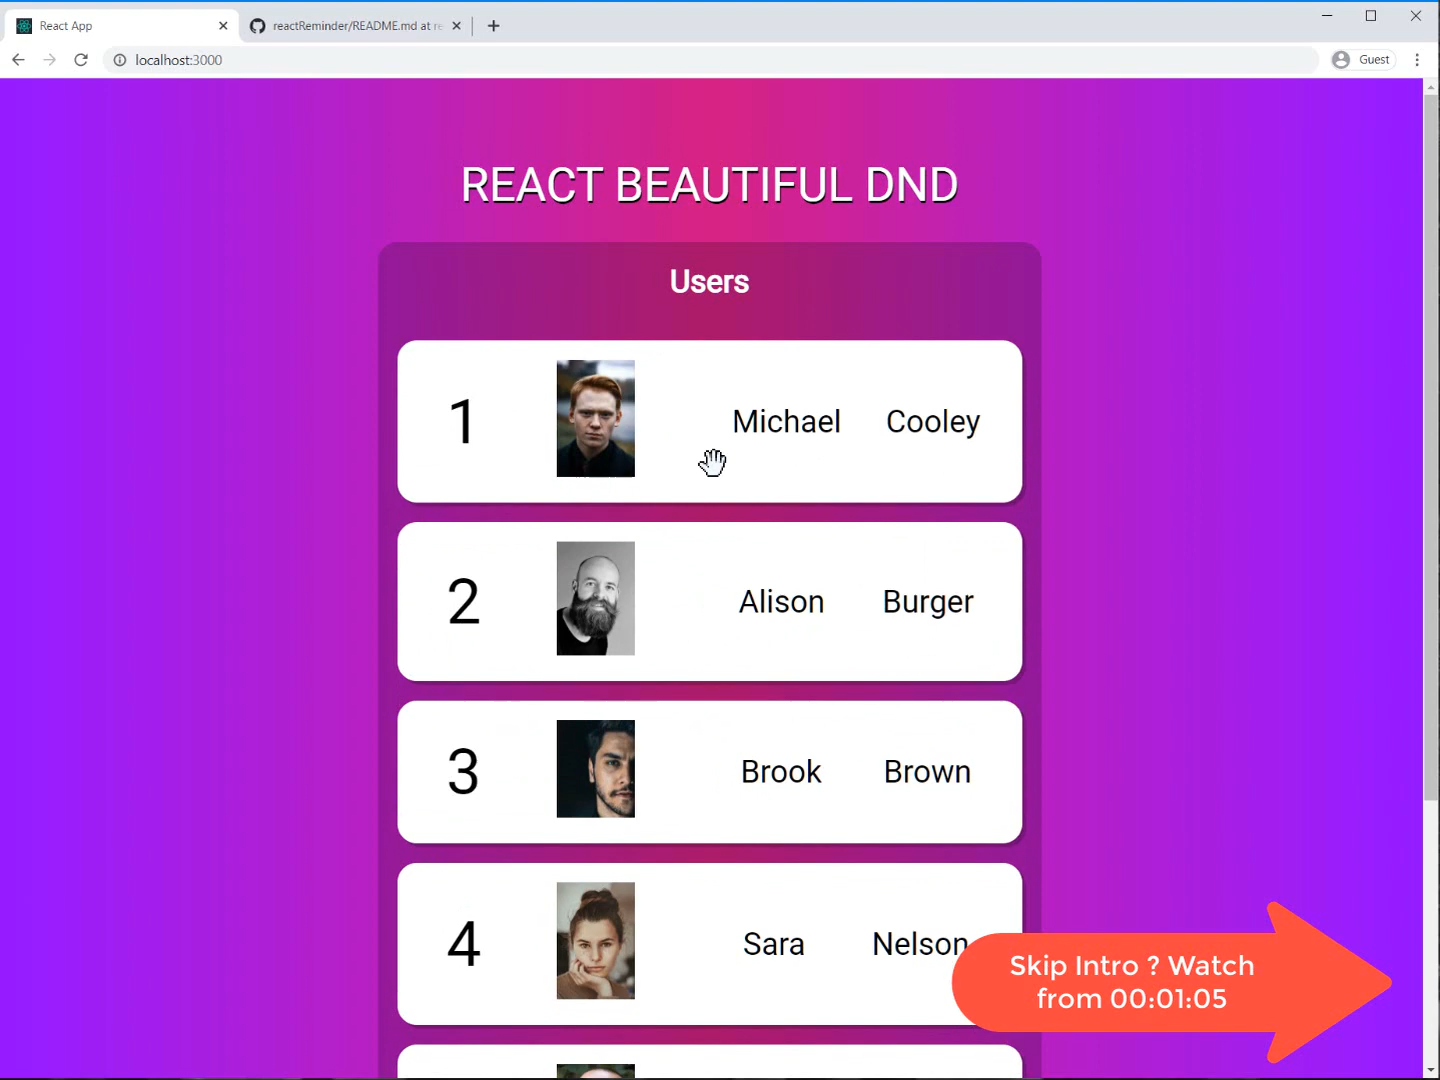 React App
reactReminder/README.md at re
localhost:3000
Guest
REACT BEAUTIFUL DND
Users
1 Michael Cooley
2 Alison Burger
3 Brook Brown
4 Sara Nelson
Skip Intro ? Watch
from 00:01:05